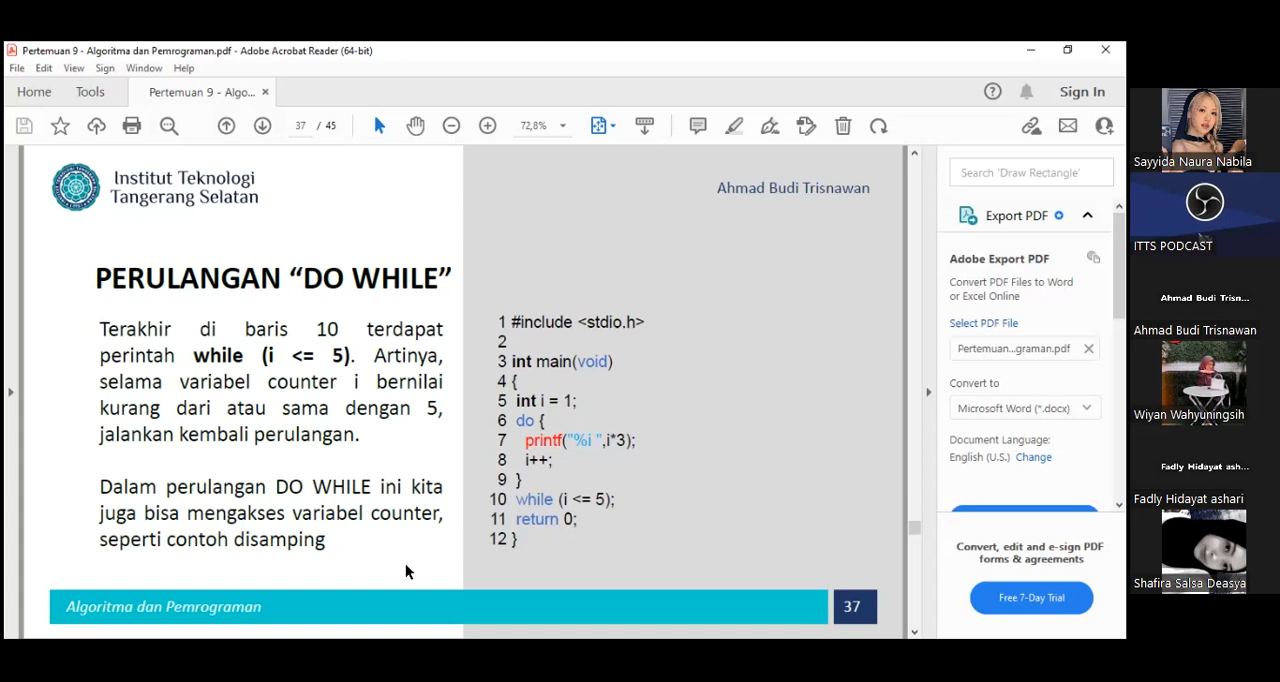 Pertemuan 9 - Algoritma dan Pemrograman.pdf - Adobe Acrobat Reader (64-bit)
File Edit View Sign Window Help
Home Tools Pertemuan 9 - Algo... × Sign In
37 / 45 72,8%
Institut Teknologi
Tangerang Selatan
Ahmad Budi Trisnawan
PERULANGAN “DO WHILE”
Terakhir di baris 10 terdapat
perintah while (i <= 5). Artinya,
selama variabel counter i bernilai
kurang dari atau sama dengan 5,
jalankan kembali perulangan.
Dalam perulangan DO WHILE ini kita
juga bisa mengakses variabel counter,
seperti contoh disamping
1 #include <stdio.h>
2
3 int main(void)
4 {
5 int i = 1;
6 do {
7 printf("%i ",i*3);
8 i++;
9 }
10 while (i <= 5);
11 return 0;
12 }
Algoritma dan Pemrograman
37
Search 'Draw Rectangle'
Export PDF
Adobe Export PDF
Convert PDF Files to Word
or Excel Online
Select PDF File
Pertemuan...graman.pdf
Convert to
Microsoft Word (*.docx)
Document Language:
English (U.S.) Change
Convert, edit and e-sign PDF
forms & agreements
Free 7-Day Trial
Sayyida Naura Nabila
ITTS PODCAST
Ahmad Budi Trisn...
Ahmad Budi Trisnawan
Wiyan Wahyuningsih
Fadly Hidayat ash...
Fadly Hidayat ashari
Shafira Salsa Deasya